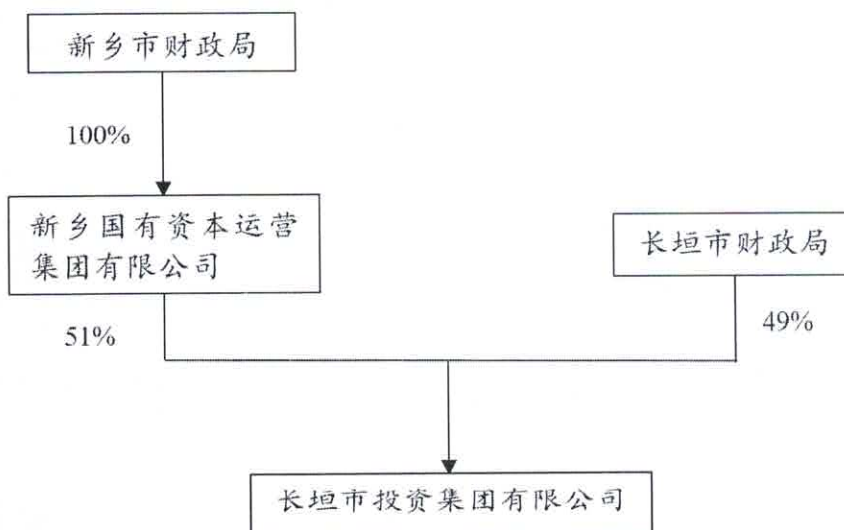 新乡市财政局
100%
新乡国有资本运营
集团有限公司
长垣市财政局
51%
49%
长垣市投资集团有限公司